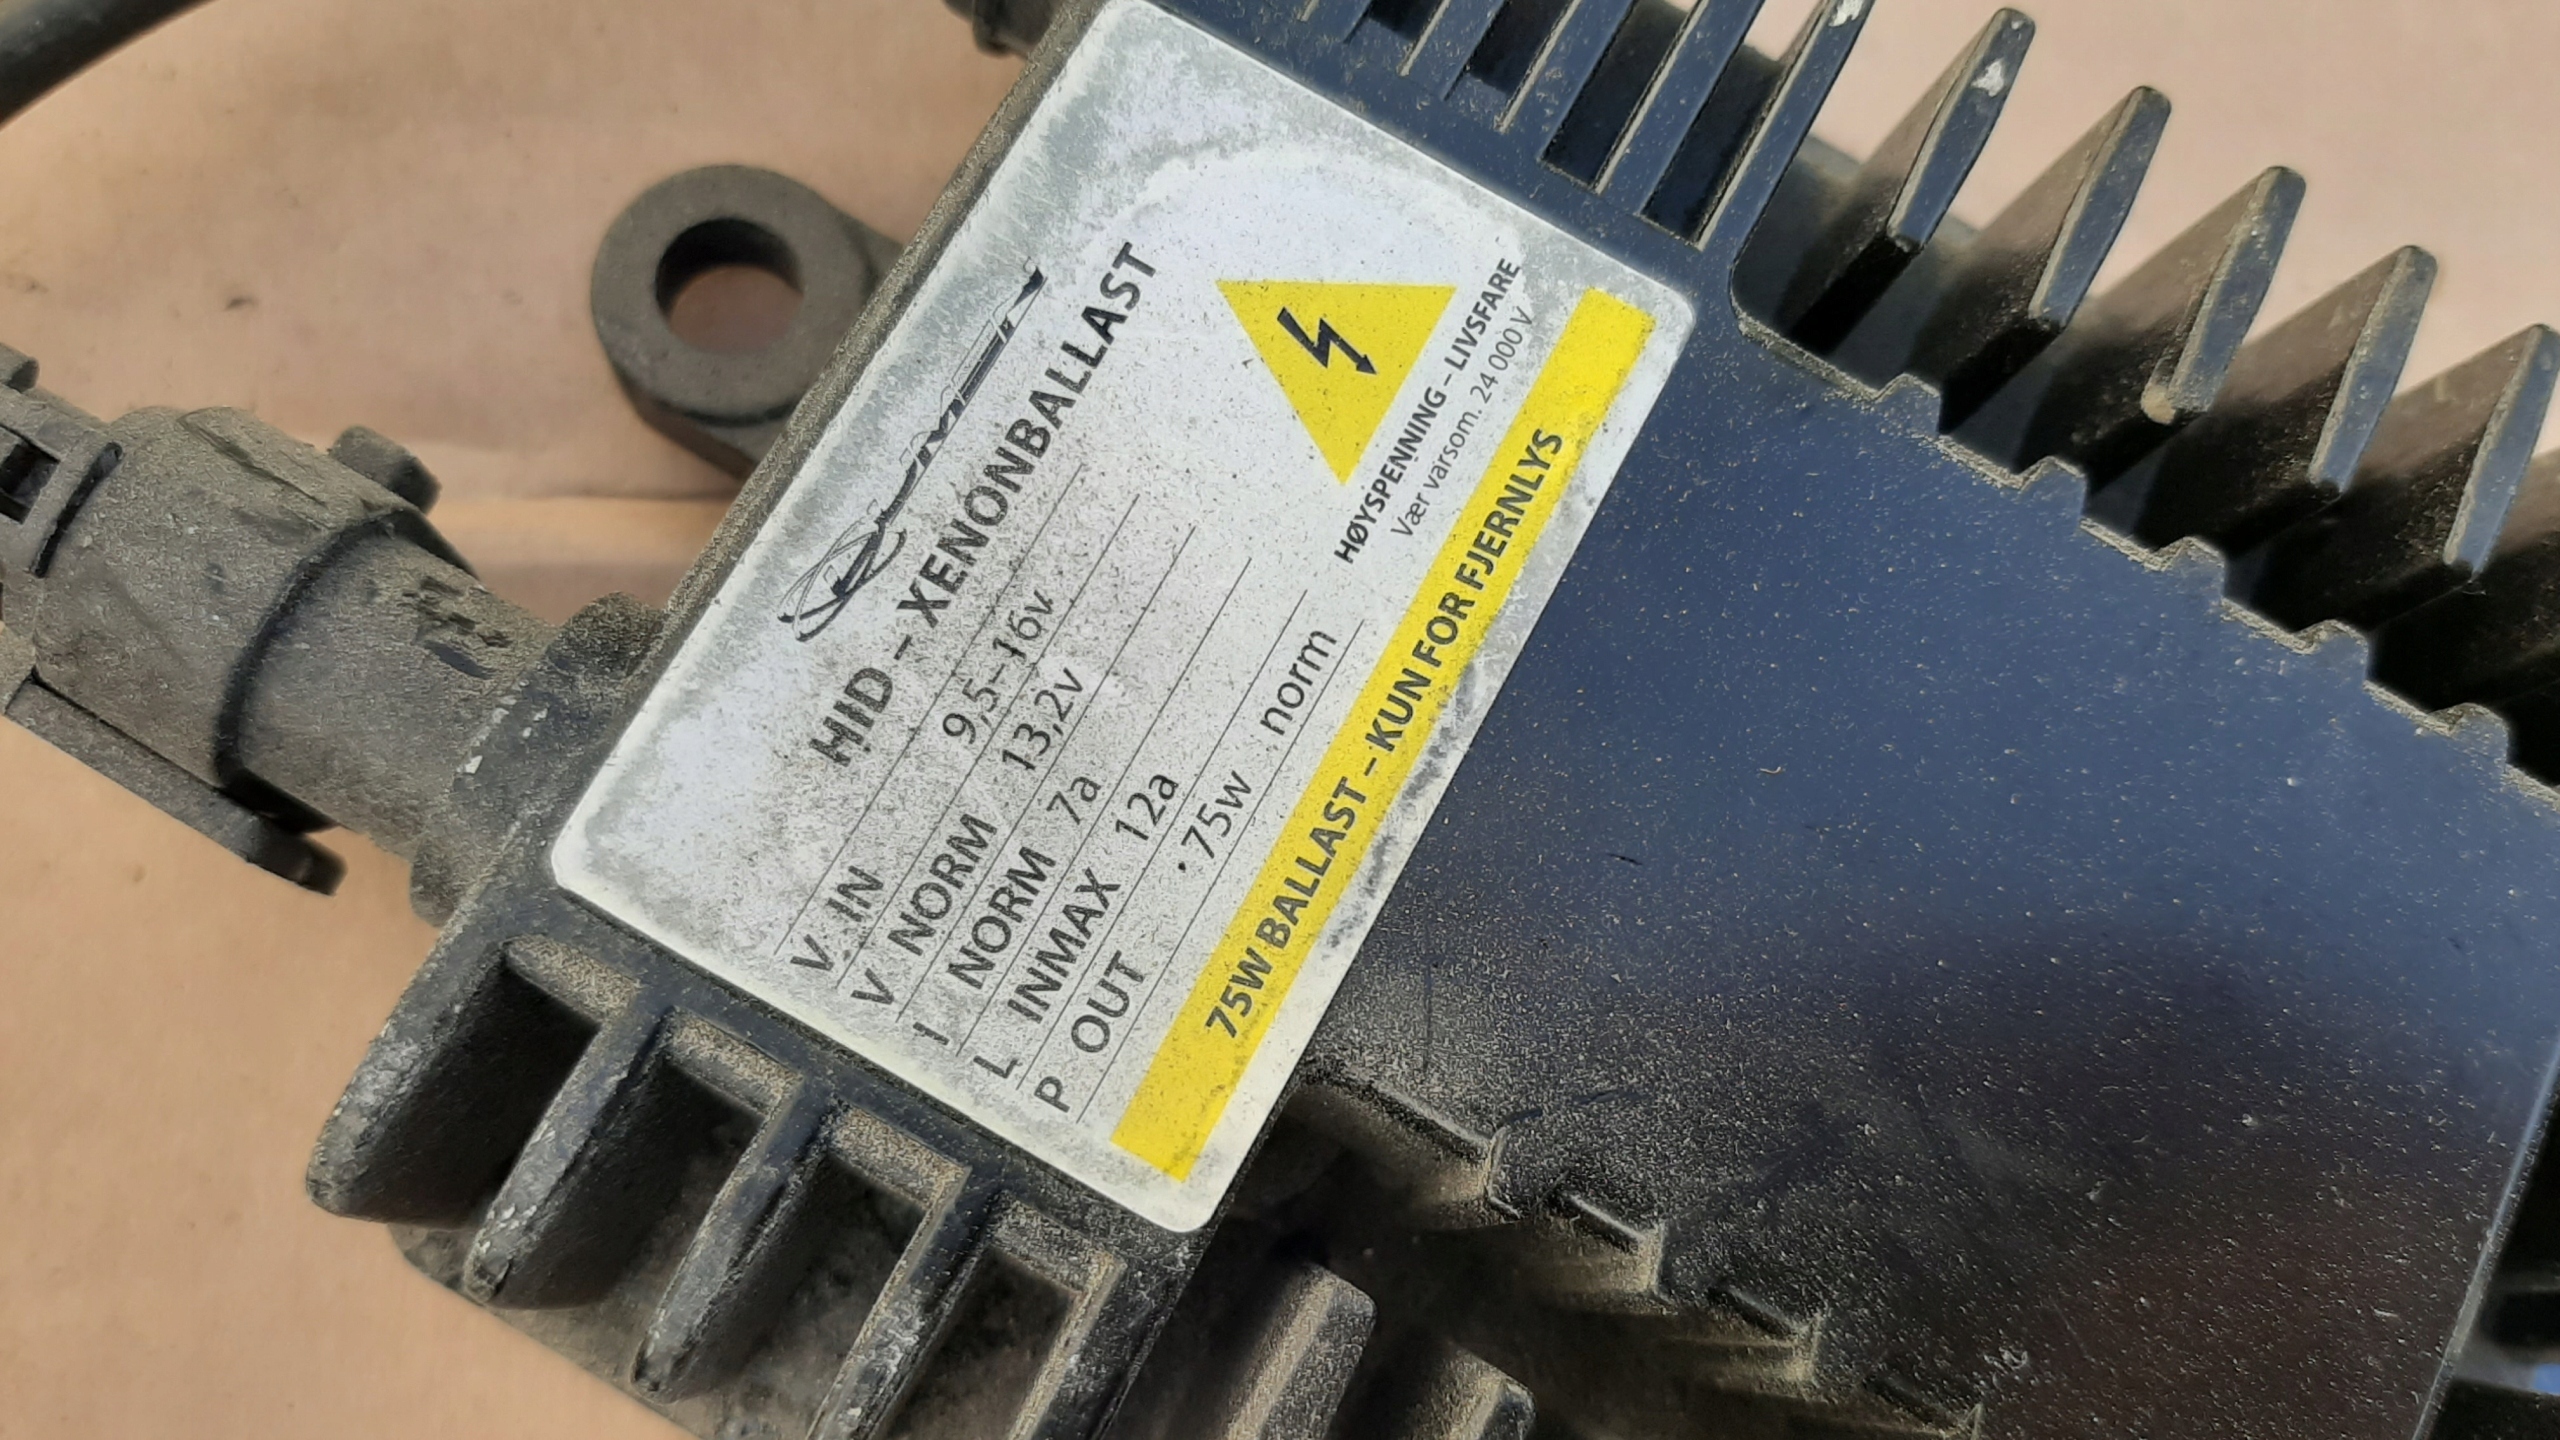 HID – XENONBALLAST
V IN 9,5–16v
V NORM 13,2v
I NORM 7a
L INMAX 12a
P OUT 75w norm
HØYSPENNING – LIVSFARE
Vær varsom. 24 000 V
75W BALLAST – KUN FOR FJERNLYS